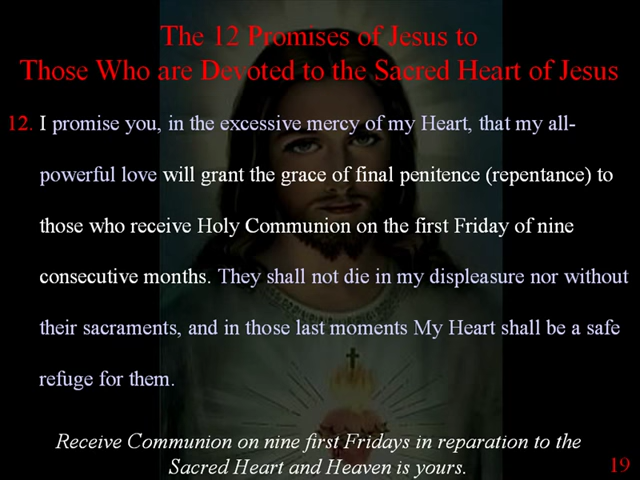 The 12 Promises of Jesus to
Those Who are Devoted to the Sacred Heart of Jesus
12. I promise you, in the excessive mercy of my Heart, that my all-
powerful love will grant the grace of final penitence (repentance) to
those who receive Holy Communion on the first Friday of nine
consecutive months. They shall not die in my displeasure nor without
their sacraments, and in those last moments My Heart shall be a safe
refuge for them.
Receive Communion on nine first Fridays in reparation to the
Sacred Heart and Heaven is yours.
19